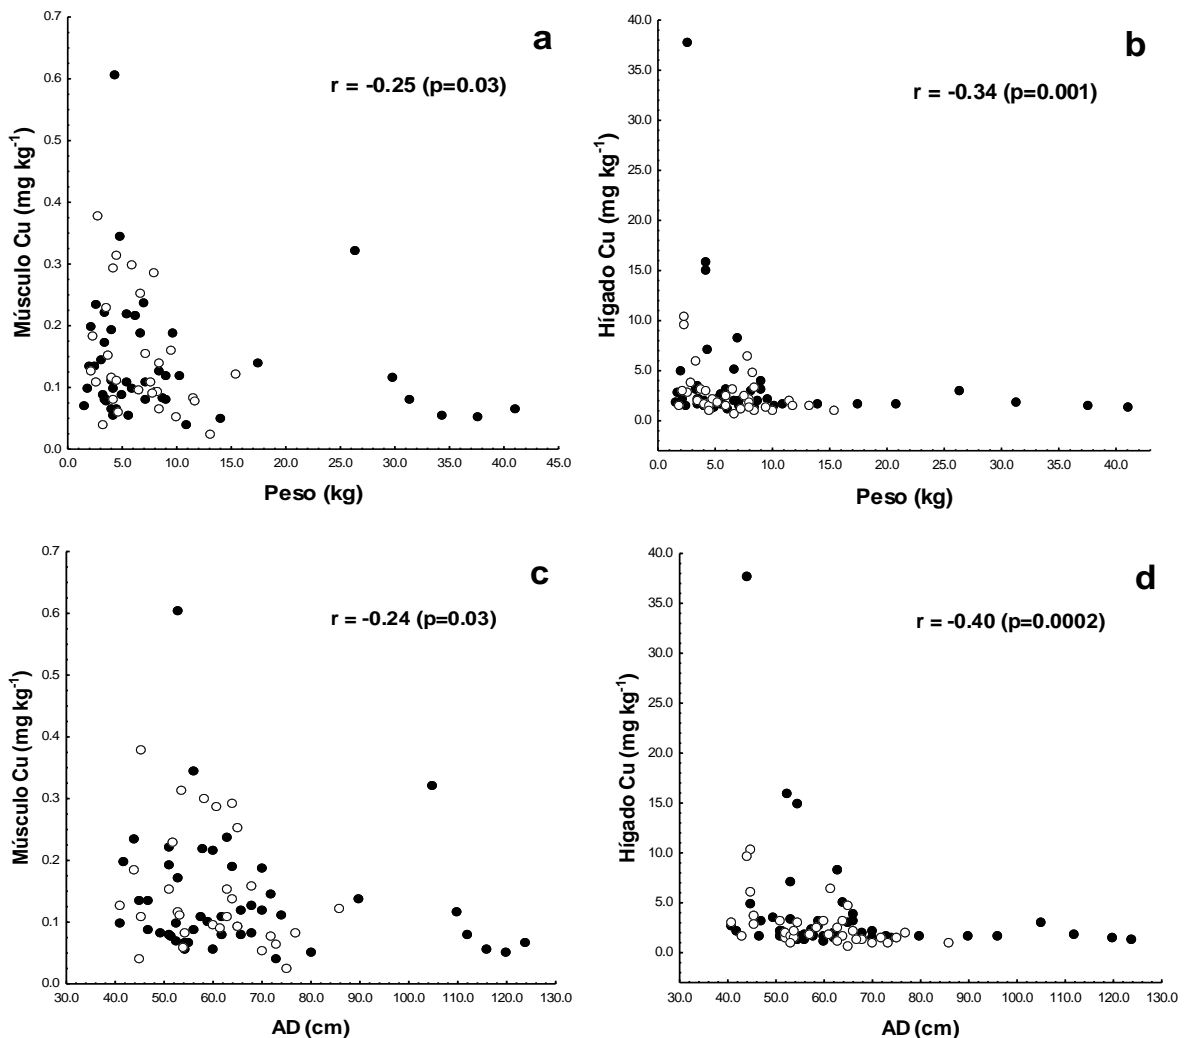 a
r = -0.25 (p=0.03)
Músculo Cu (mg kg⁻¹)
0.7
0.6
0.5
0.4
0.3
0.2
0.1
0.0
0.0 5.0 10.0 15.0 20.0 25.0 30.0 35.0 40.0 45.0
Peso (kg)
b
r = -0.34 (p=0.001)
Hígado Cu (mg kg⁻¹)
40.0
35.0
30.0
25.0
20.0
15.0
10.0
5.0
0.0
0.0 5.0 10.0 15.0 20.0 25.0 30.0 35.0 40.0
Peso (kg)
c
r = -0.24 (p=0.03)
Músculo Cu (mg kg⁻¹)
0.7
0.6
0.5
0.4
0.3
0.2
0.1
0.0
30.0 40.0 50.0 60.0 70.0 80.0 90.0 100.0 110.0 120.0 130.0
AD (cm)
d
r = -0.40 (p=0.0002)
Hígado Cu (mg kg⁻¹)
40.0
35.0
30.0
25.0
20.0
15.0
10.0
5.0
0.0
30.0 40.0 50.0 60.0 70.0 80.0 90.0 100.0 110.0 120.0 130.0
AD (cm)